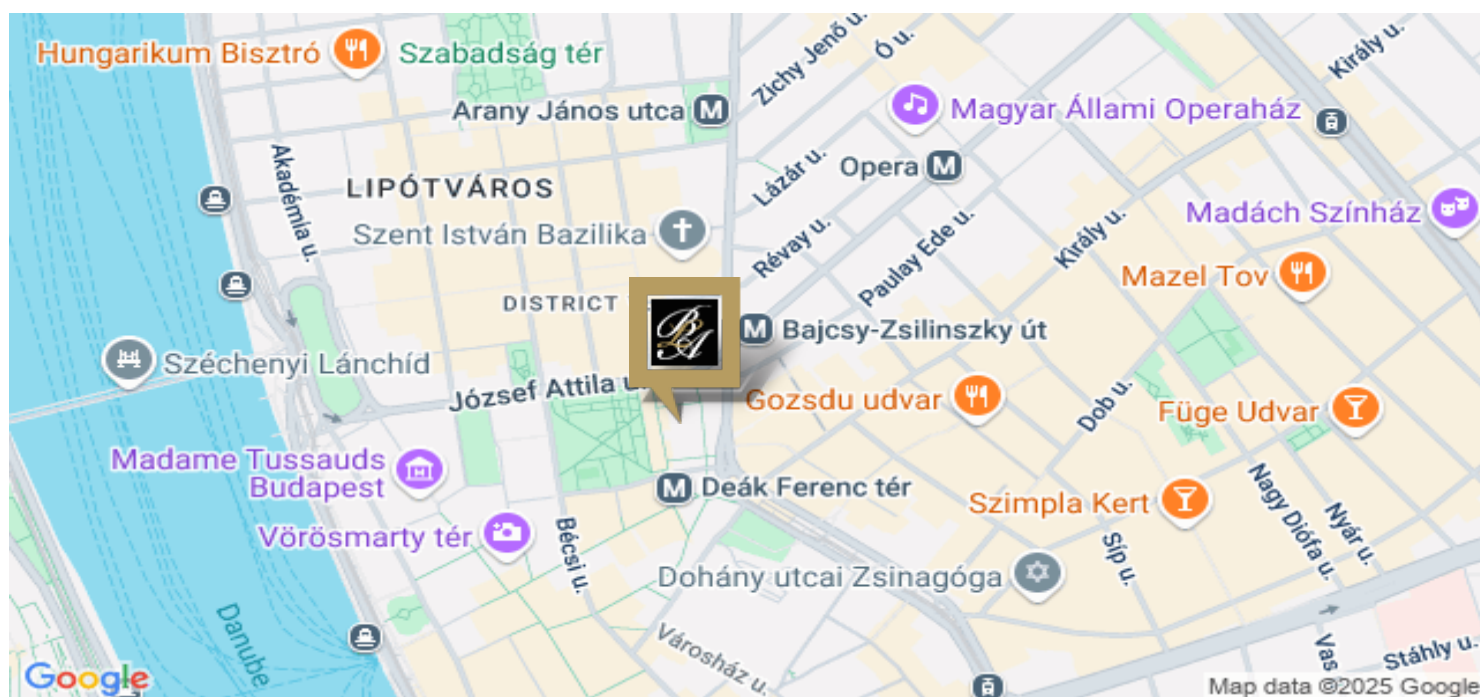 Hungarikum Bisztró
Szabadság tér
Zichy Jenő u.
Ó u.
Király u.
Arany János utca
M
Magyar Állami Operaház
Akadémia u.
LIPÓTVÁROS
Lázár u.
Opera
M
Madách Színház
Szent István Bazilika
Révay u.
Paulay Ede u.
Király u.
Mazel Tov
DISTRICT
BA
M
Bajcsy-Zsilinszky út
Széchenyi Lánchíd
József Attila u.
Gozsdu udvar
Dob u.
Füge Udvar
Madame Tussauds
Budapest
M
Deák Ferenc tér
Szimpla Kert
Nagy Diófa u.
Nyár u.
Vörösmarty tér
Bécsi u.
Síp u.
Dohány utcai Zsinagóga
Danube
Városház u.
Vas
Stáhly u.
Google
Map data ©2025 Google